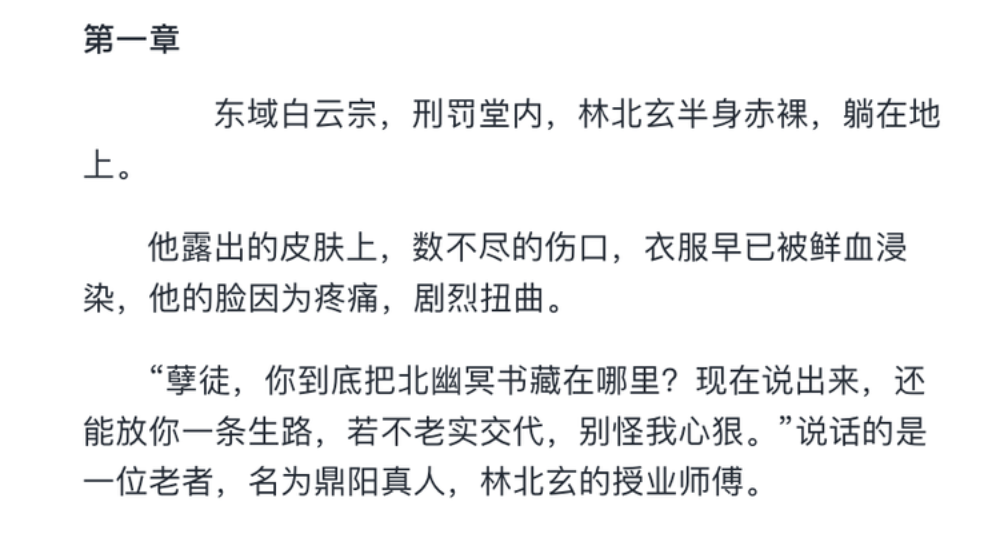 第一章
东域白云宗，刑罚堂内，林北玄半身赤裸，躺在地
上。
他露出的皮肤上，数不尽的伤口，衣服早已被鲜血浸
染，他的脸因为疼痛，剧烈扭曲。
“孽徒，你到底把北幽冥书藏在哪里？现在说出来，还
能放你一条生路，若不老实交代，别怪我心狠。”说话的是
一位老者，名为鼎阳真人，林北玄的授业师傅。